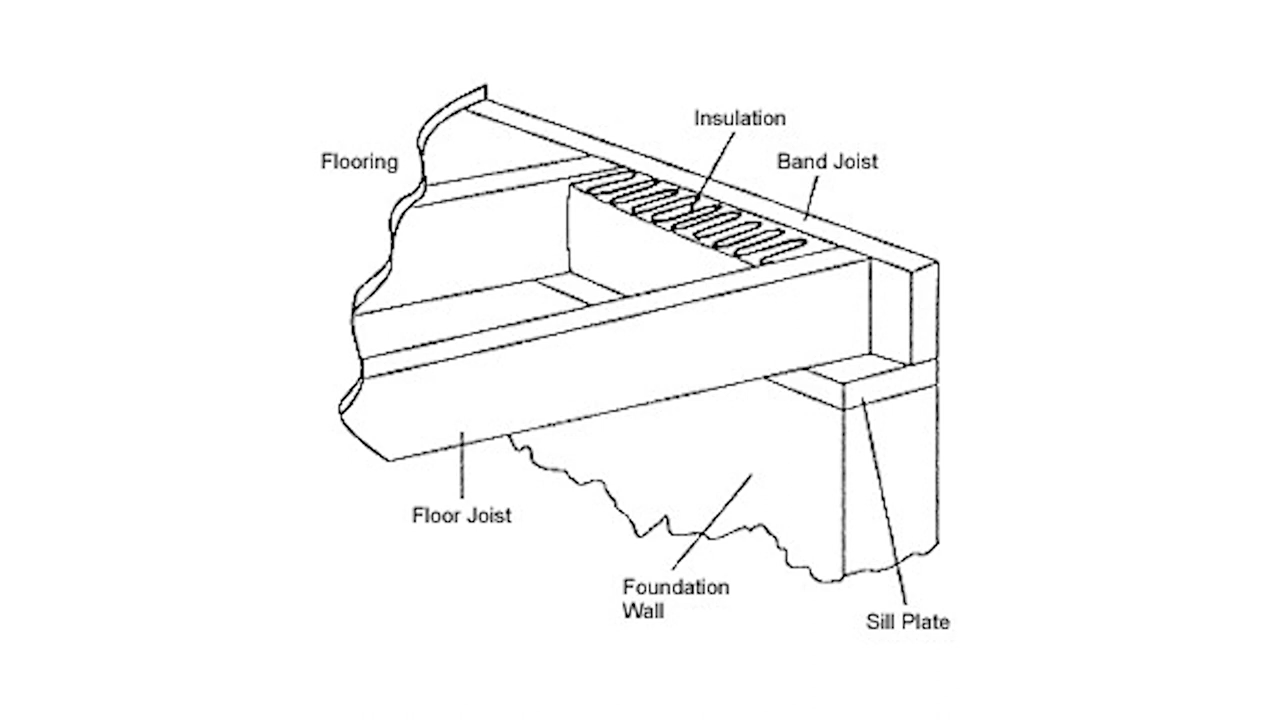 Insulation
Flooring
Band Joist
Floor Joist
Foundation
Wall
Sill Plate